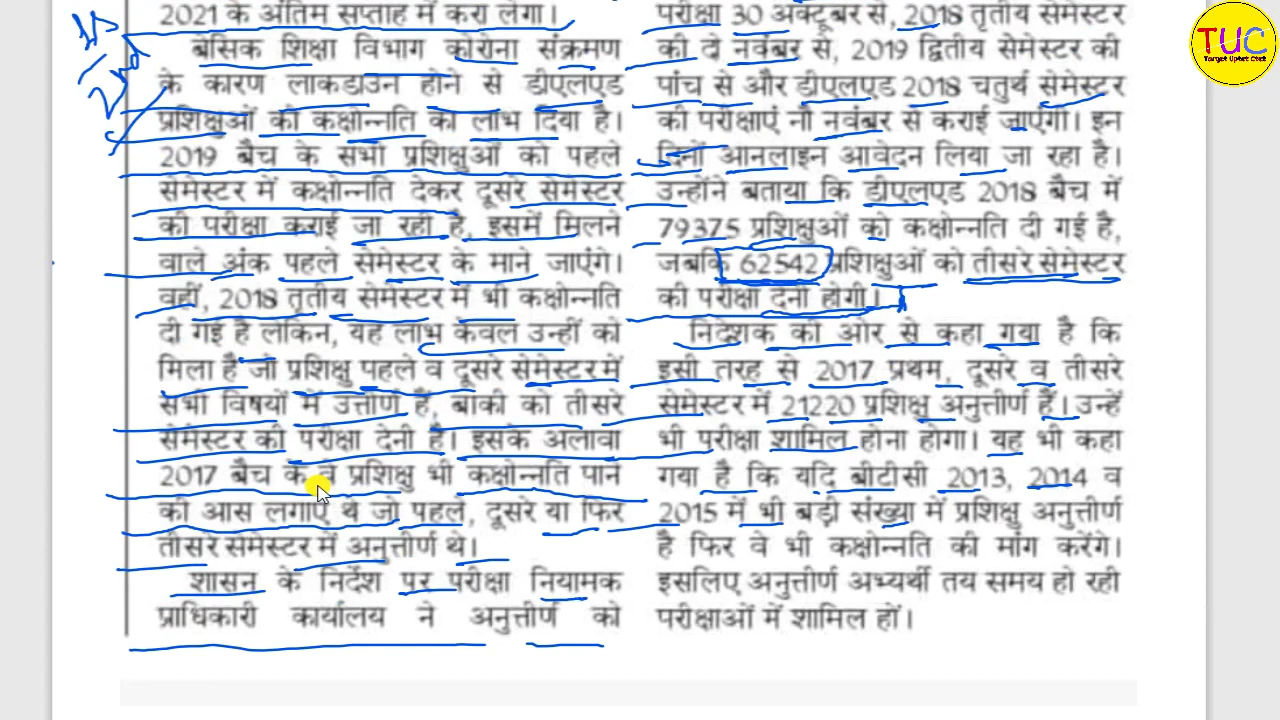 2021 के अंतिम सप्ताह में करा लेगा।
बेसिक शिक्षा विभाग कोरोना संक्रमण
के कारण लाकडाउन होने से डीएलएड
प्रशिक्षुओं को कक्षोन्नति का लाभ दिया है।
2019 बैच के सभी प्रशिक्षुओं को पहले
सेमेस्टर में कक्षोन्नति देकर दूसरे सेमेस्टर
की परीक्षा कराई जा रही है, इसमें मिलने
वाले अंक पहले सेमेस्टर के माने जाएंगे।
वहीं, 2018 तृतीय सेमेस्टर में भी कक्षोन्नति
दी गई है लेकिन, यह लाभ केवल उन्हीं को
मिला है जो प्रशिक्षु पहले व दूसरे सेमेस्टर में
सभी विषयों में उत्तीर्ण हैं, बाकी को तीसरे
सेमेस्टर की परीक्षा देनी है। इसके अलावा
2017 बैच के वे प्रशिक्षु भी कक्षोन्नति पाने
की आस लगाए थे जो पहले, दूसरे या फिर
तीसरे सेमेस्टर में अनुत्तीर्ण थे।
शासन के निर्देश पर परीक्षा नियामक
प्राधिकारी कार्यालय ने अनुत्तीर्ण को
परीक्षा 30 अक्टूबर से, 2018 तृतीय सेमेस्टर
की दो नवंबर से, 2019 द्वितीय सेमेस्टर की
पांच से और डीएलएड 2018 चतुर्थ सेमेस्टर
की परीक्षाएं नौ नवंबर से कराई जाएंगी। इन
दिनों आनलाइन आवेदन लिया जा रहा है।
उन्होंने बताया कि डीएलएड 2018 बैच में
79375 प्रशिक्षुओं को कक्षोन्नति दी गई है,
जबकि 62542 प्रशिक्षुओं को तीसरे सेमेस्टर
की परीक्षा देनी होगी।
निदेशक की ओर से कहा गया है कि
इसी तरह से 2017 प्रथम, दूसरे व तीसरे
सेमेस्टर में 21220 प्रशिक्षु अनुत्तीर्ण हैं। उन्हें
भी परीक्षा शामिल होना होगा। यह भी कहा
गया है कि यदि बीटीसी 2013, 2014 व
2015 में भी बड़ी संख्या में प्रशिक्षु अनुत्तीर्ण
है फिर वे भी कक्षोन्नति की मांग करेंगे।
इसलिए अनुत्तीर्ण अभ्यर्थी तय समय हो रही
परीक्षाओं में शामिल हों।
TUC
Target Uptet Ctet